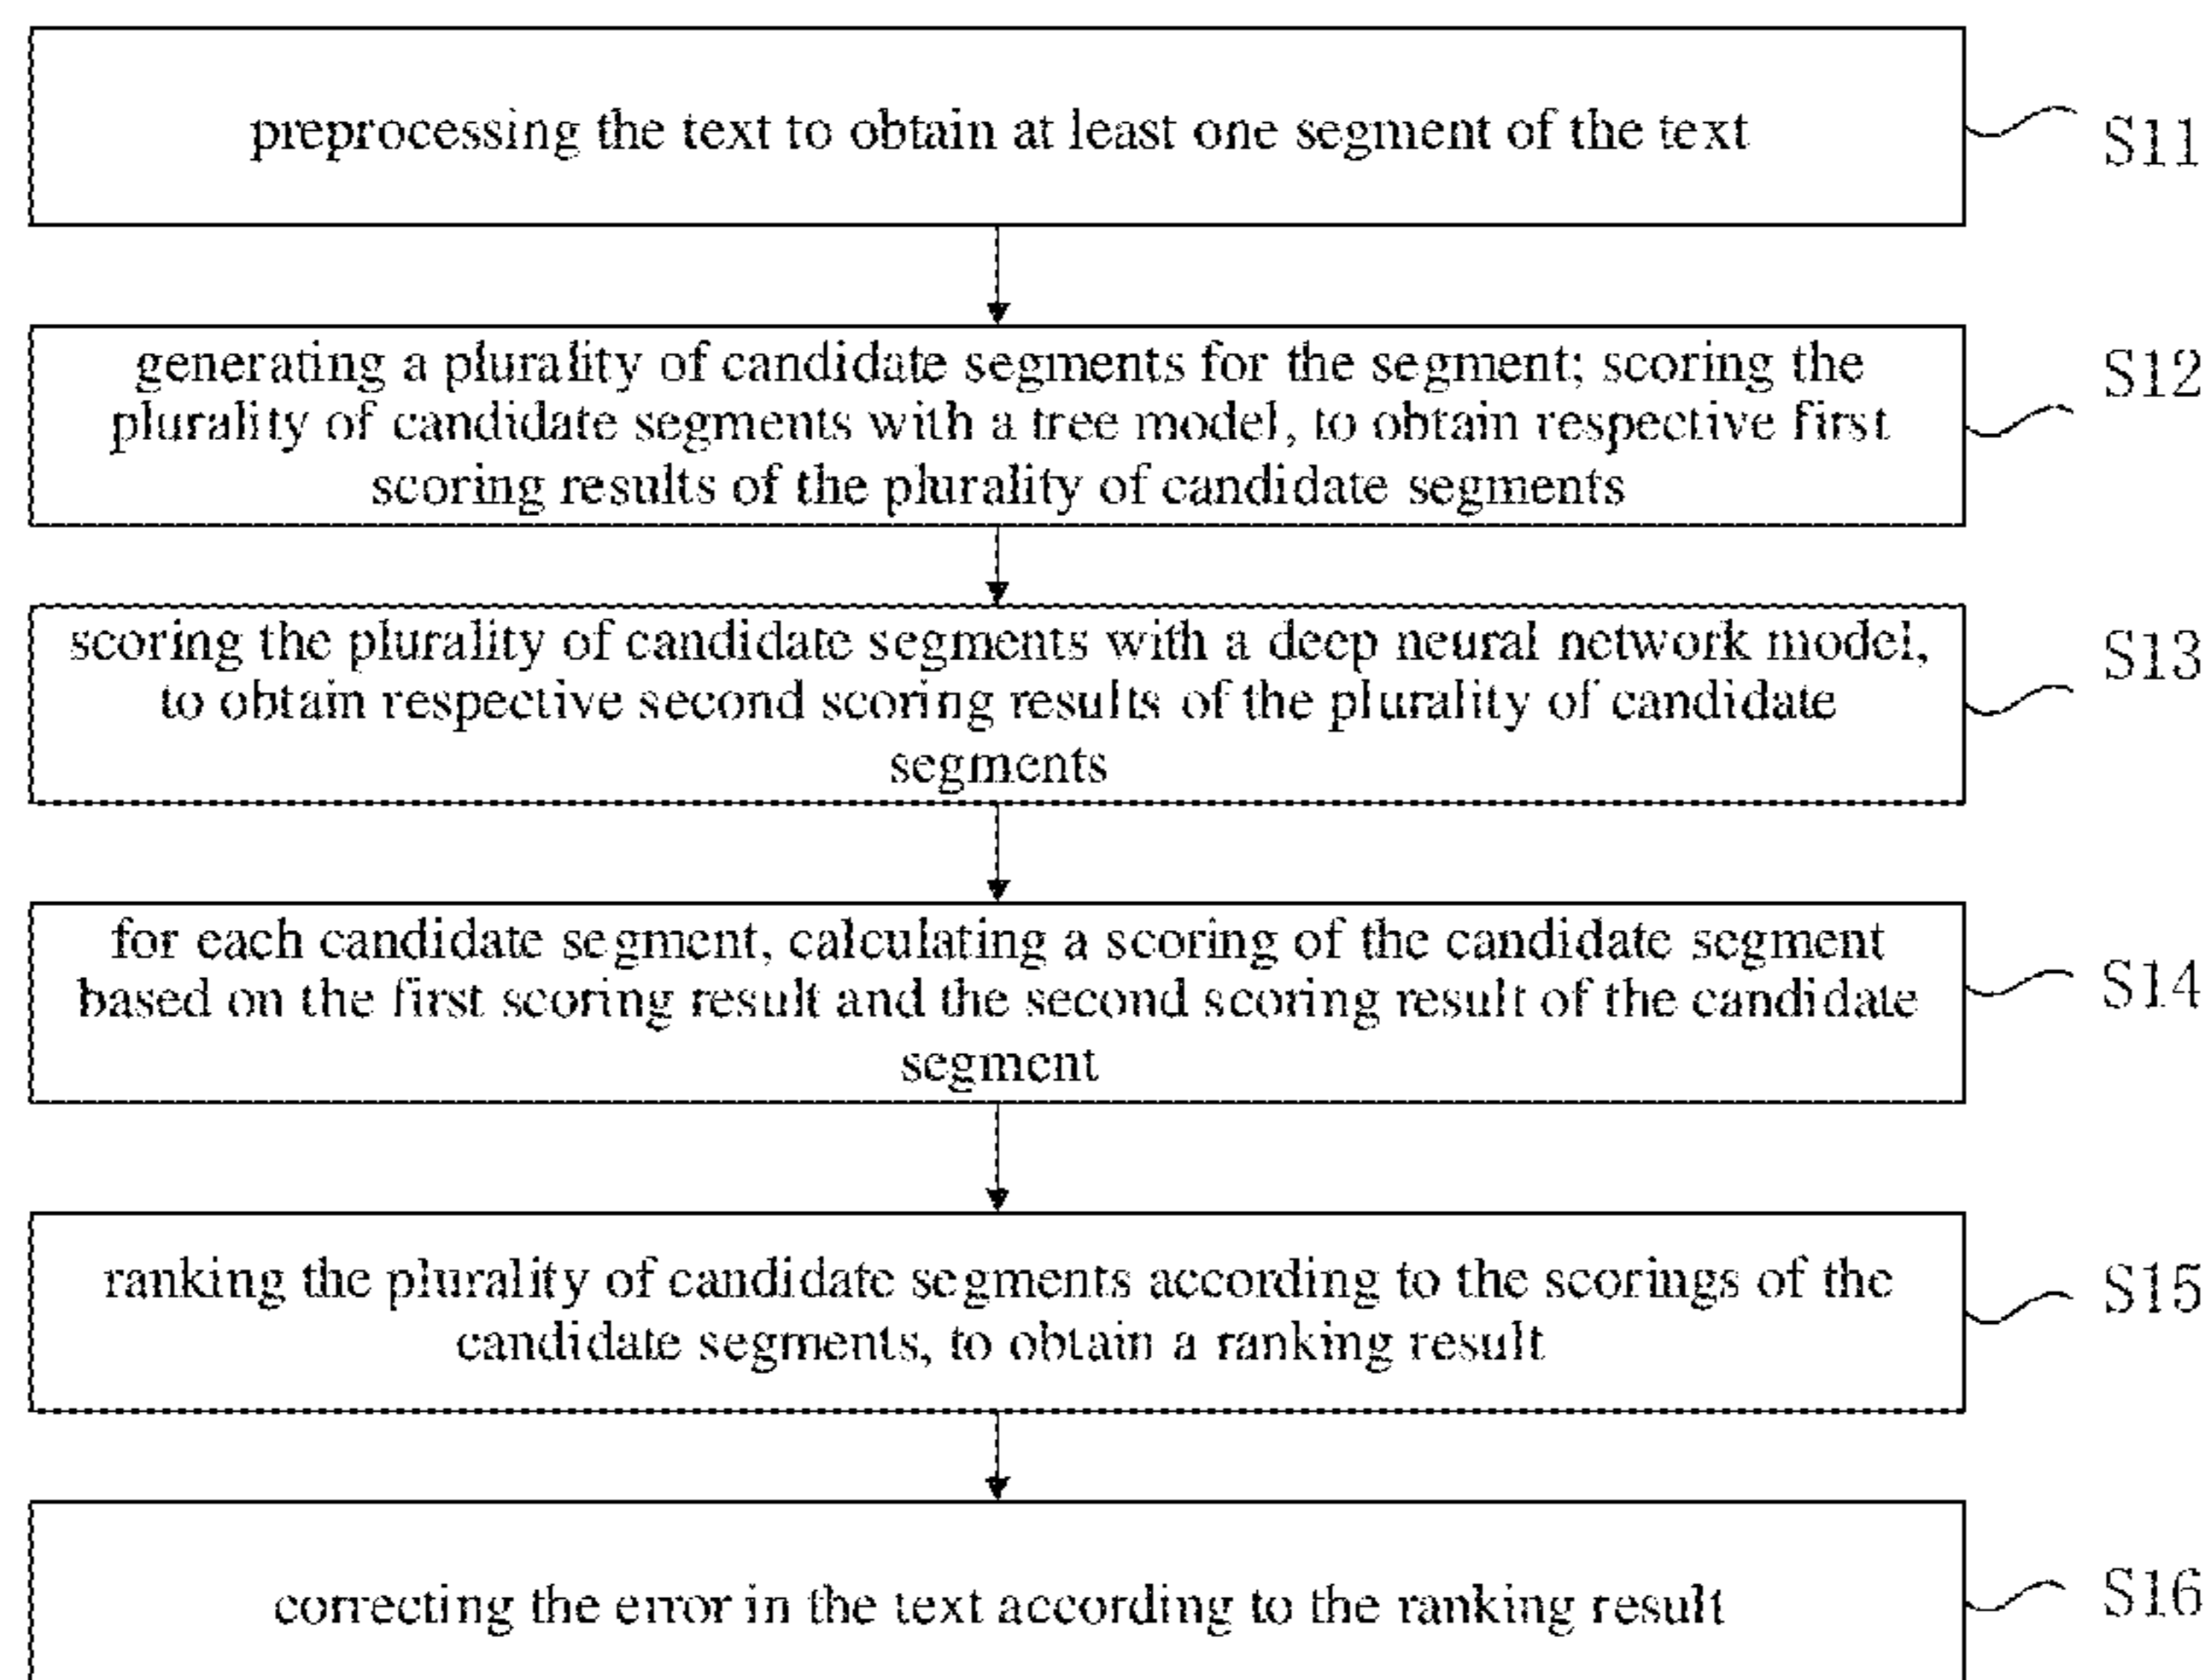 preprocessing the text to obtain at least one segment of the text
S11
generating a plurality of candidate segments for the segment; scoring the
plurality of candidate segments with a tree model, to obtain respective first
scoring results of the plurality of candidate segments
S12
scoring the plurality of candidate segments with a deep neural network model,
to obtain respective second scoring results of the plurality of candidate
segments
S13
for each candidate segment, calculating a scoring of the candidate segment
based on the first scoring result and the second scoring result of the candidate
segment
S14
ranking the plurality of candidate segments according to the scorings of the
candidate segments, to obtain a ranking result
S15
correcting the error in the text according to the ranking result
S16